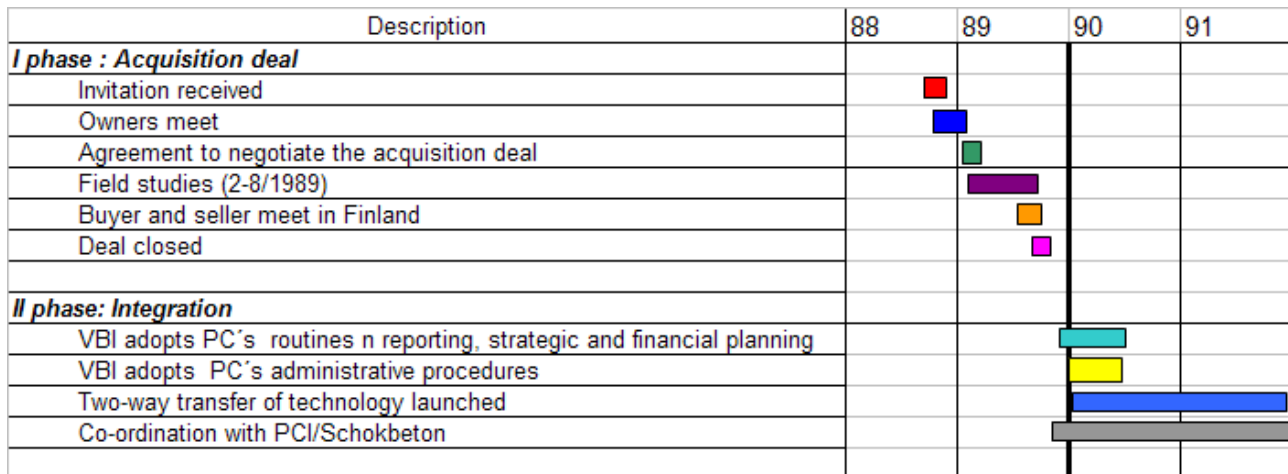 Description 88 89 90 91
I phase : Acquisition deal
Invitation received
Owners meet
Agreement to negotiate the acquisition deal
Field studies (2-8/1989)
Buyer and seller meet in Finland
Deal closed
II phase: Integration
VBI adopts PC´s routines n reporting, strategic and financial planning
VBI adopts PC´s administrative procedures
Two-way transfer of technology launched
Co-ordination with PCI/Schokbeton